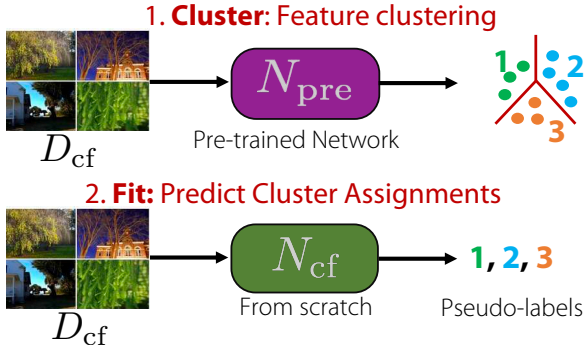 1. Cluster: Feature clustering
N_pre
1 2 3
D_cf
Pre-trained Network
2. Fit: Predict Cluster Assignments
N_cf
1, 2, 3
D_cf
From scratch
Pseudo-labels